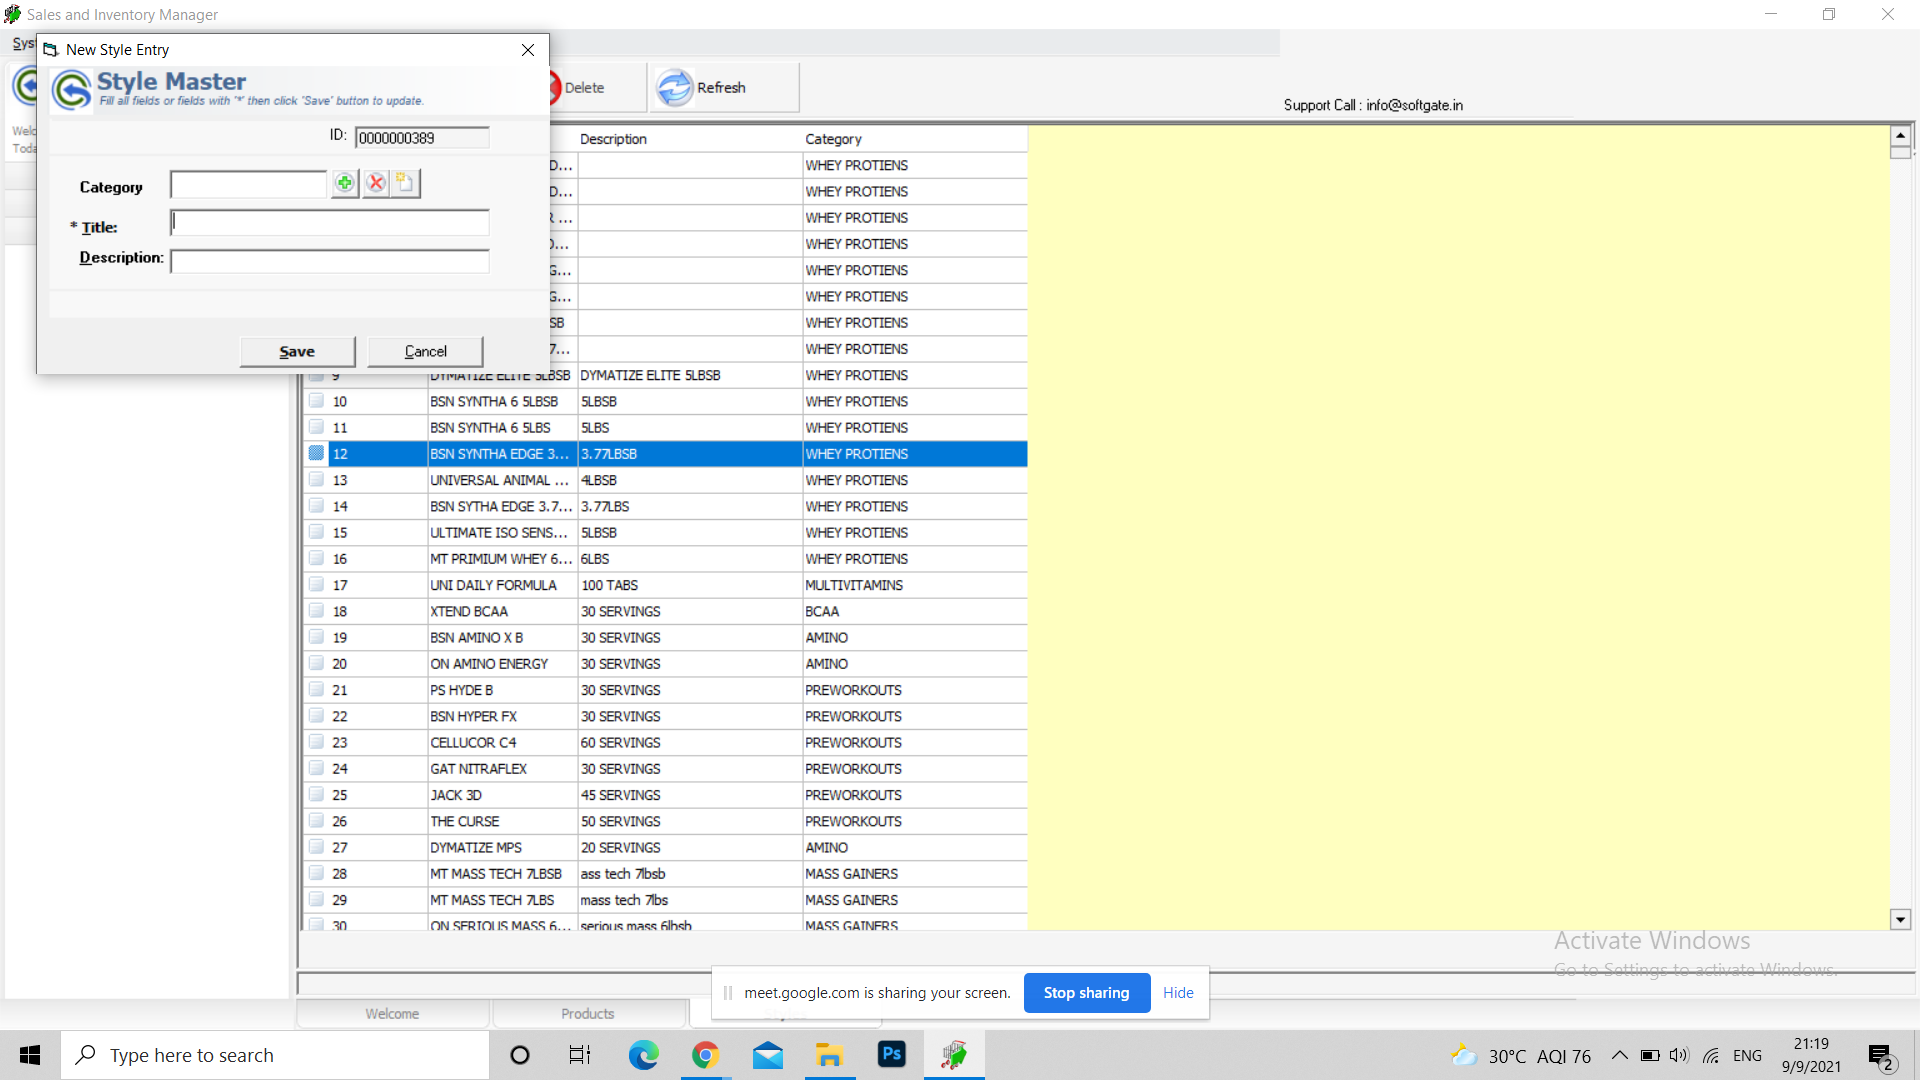 Sales and Inventory Manager
Syst
New Style Entry
Style Master
Fill all fields or fields with '*' then click 'Save' button to update.
Delete
Refresh
Support Call : info@softgate.in
Welc
Toda
ID: 0000000389
Category
* Title:
Description:
Save
Cancel
Description Category
D... WHEY PROTIENS
D... WHEY PROTIENS
R ... WHEY PROTIENS
WHEY PROTIENS
G... WHEY PROTIENS
G... WHEY PROTIENS
SB WHEY PROTIENS
7... WHEY PROTIENS
9 DYMATIZE ELITE 5LBSB DYMATIZE ELITE 5LBSB WHEY PROTIENS
10 BSN SYNTHA 6 5LBSB 5LBSB WHEY PROTIENS
11 BSN SYNTHA 6 5LBS 5LBS WHEY PROTIENS
12 BSN SYNTHA EDGE 3... 3.77LBSB WHEY PROTIENS
13 UNIVERSAL ANIMAL ... 4LBSB WHEY PROTIENS
14 BSN SYTHA EDGE 3.7... 3.77LBS WHEY PROTIENS
15 ULTIMATE ISO SENS... 5LBSB WHEY PROTIENS
16 MT PRIMIUM WHEY 6... 6LBS WHEY PROTIENS
17 UNI DAILY FORMULA 100 TABS MULTIVITAMINS
18 XTEND BCAA 30 SERVINGS BCAA
19 BSN AMINO X B 30 SERVINGS AMINO
20 ON AMINO ENERGY 30 SERVINGS AMINO
21 PS HYDE B 30 SERVINGS PREWORKOUTS
22 BSN HYPER FX 30 SERVINGS PREWORKOUTS
23 CELLUCOR C4 60 SERVINGS PREWORKOUTS
24 GAT NITRAFLEX 30 SERVINGS PREWORKOUTS
25 JACK 3D 45 SERVINGS PREWORKOUTS
26 THE CURSE 50 SERVINGS PREWORKOUTS
27 DYMATIZE MPS 20 SERVINGS AMINO
28 MT MASS TECH 7LBSB ass tech 7lbsb MASS GAINERS
29 MT MASS TECH 7LBS mass tech 7lbs MASS GAINERS
30 ON SERIOUS MASS 6... serious mass 6lbsb MASS GAINERS
Activate Windows
Go to Settings to activate Windows.
meet.google.com is sharing your screen. Stop sharing Hide
Welcome Products
Type here to search
Ps
30°C AQI 76
ENG
21:19
9/9/2021
2